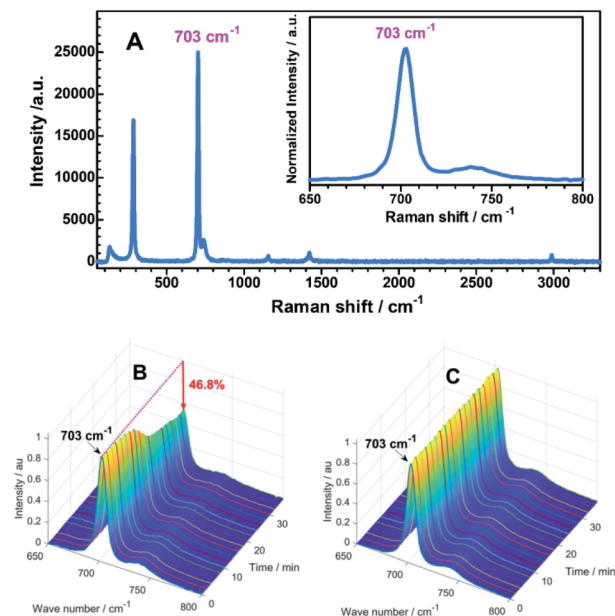 A
703 cm-1
25000
20000
15000
10000
5000
0
Intensity /a.u.
500 1000 1500 2000 2500 3000
Raman shift / cm-1
703 cm-1
Normalized Intensity / a.u.
650 700 750 800
Raman shift / cm-1
B
46.8%
703 cm-1
1
0.8
0.6
0.4
0.2
0
Intensity / au
650
700
750
800
Wave number / cm-1
0
10
20
30
Time / min
C
703 cm-1
1
0.8
0.6
0.4
0.2
0
Intensity / au
650
700
750
800
Wave number / cm-1
0
10
20
30
Time / min